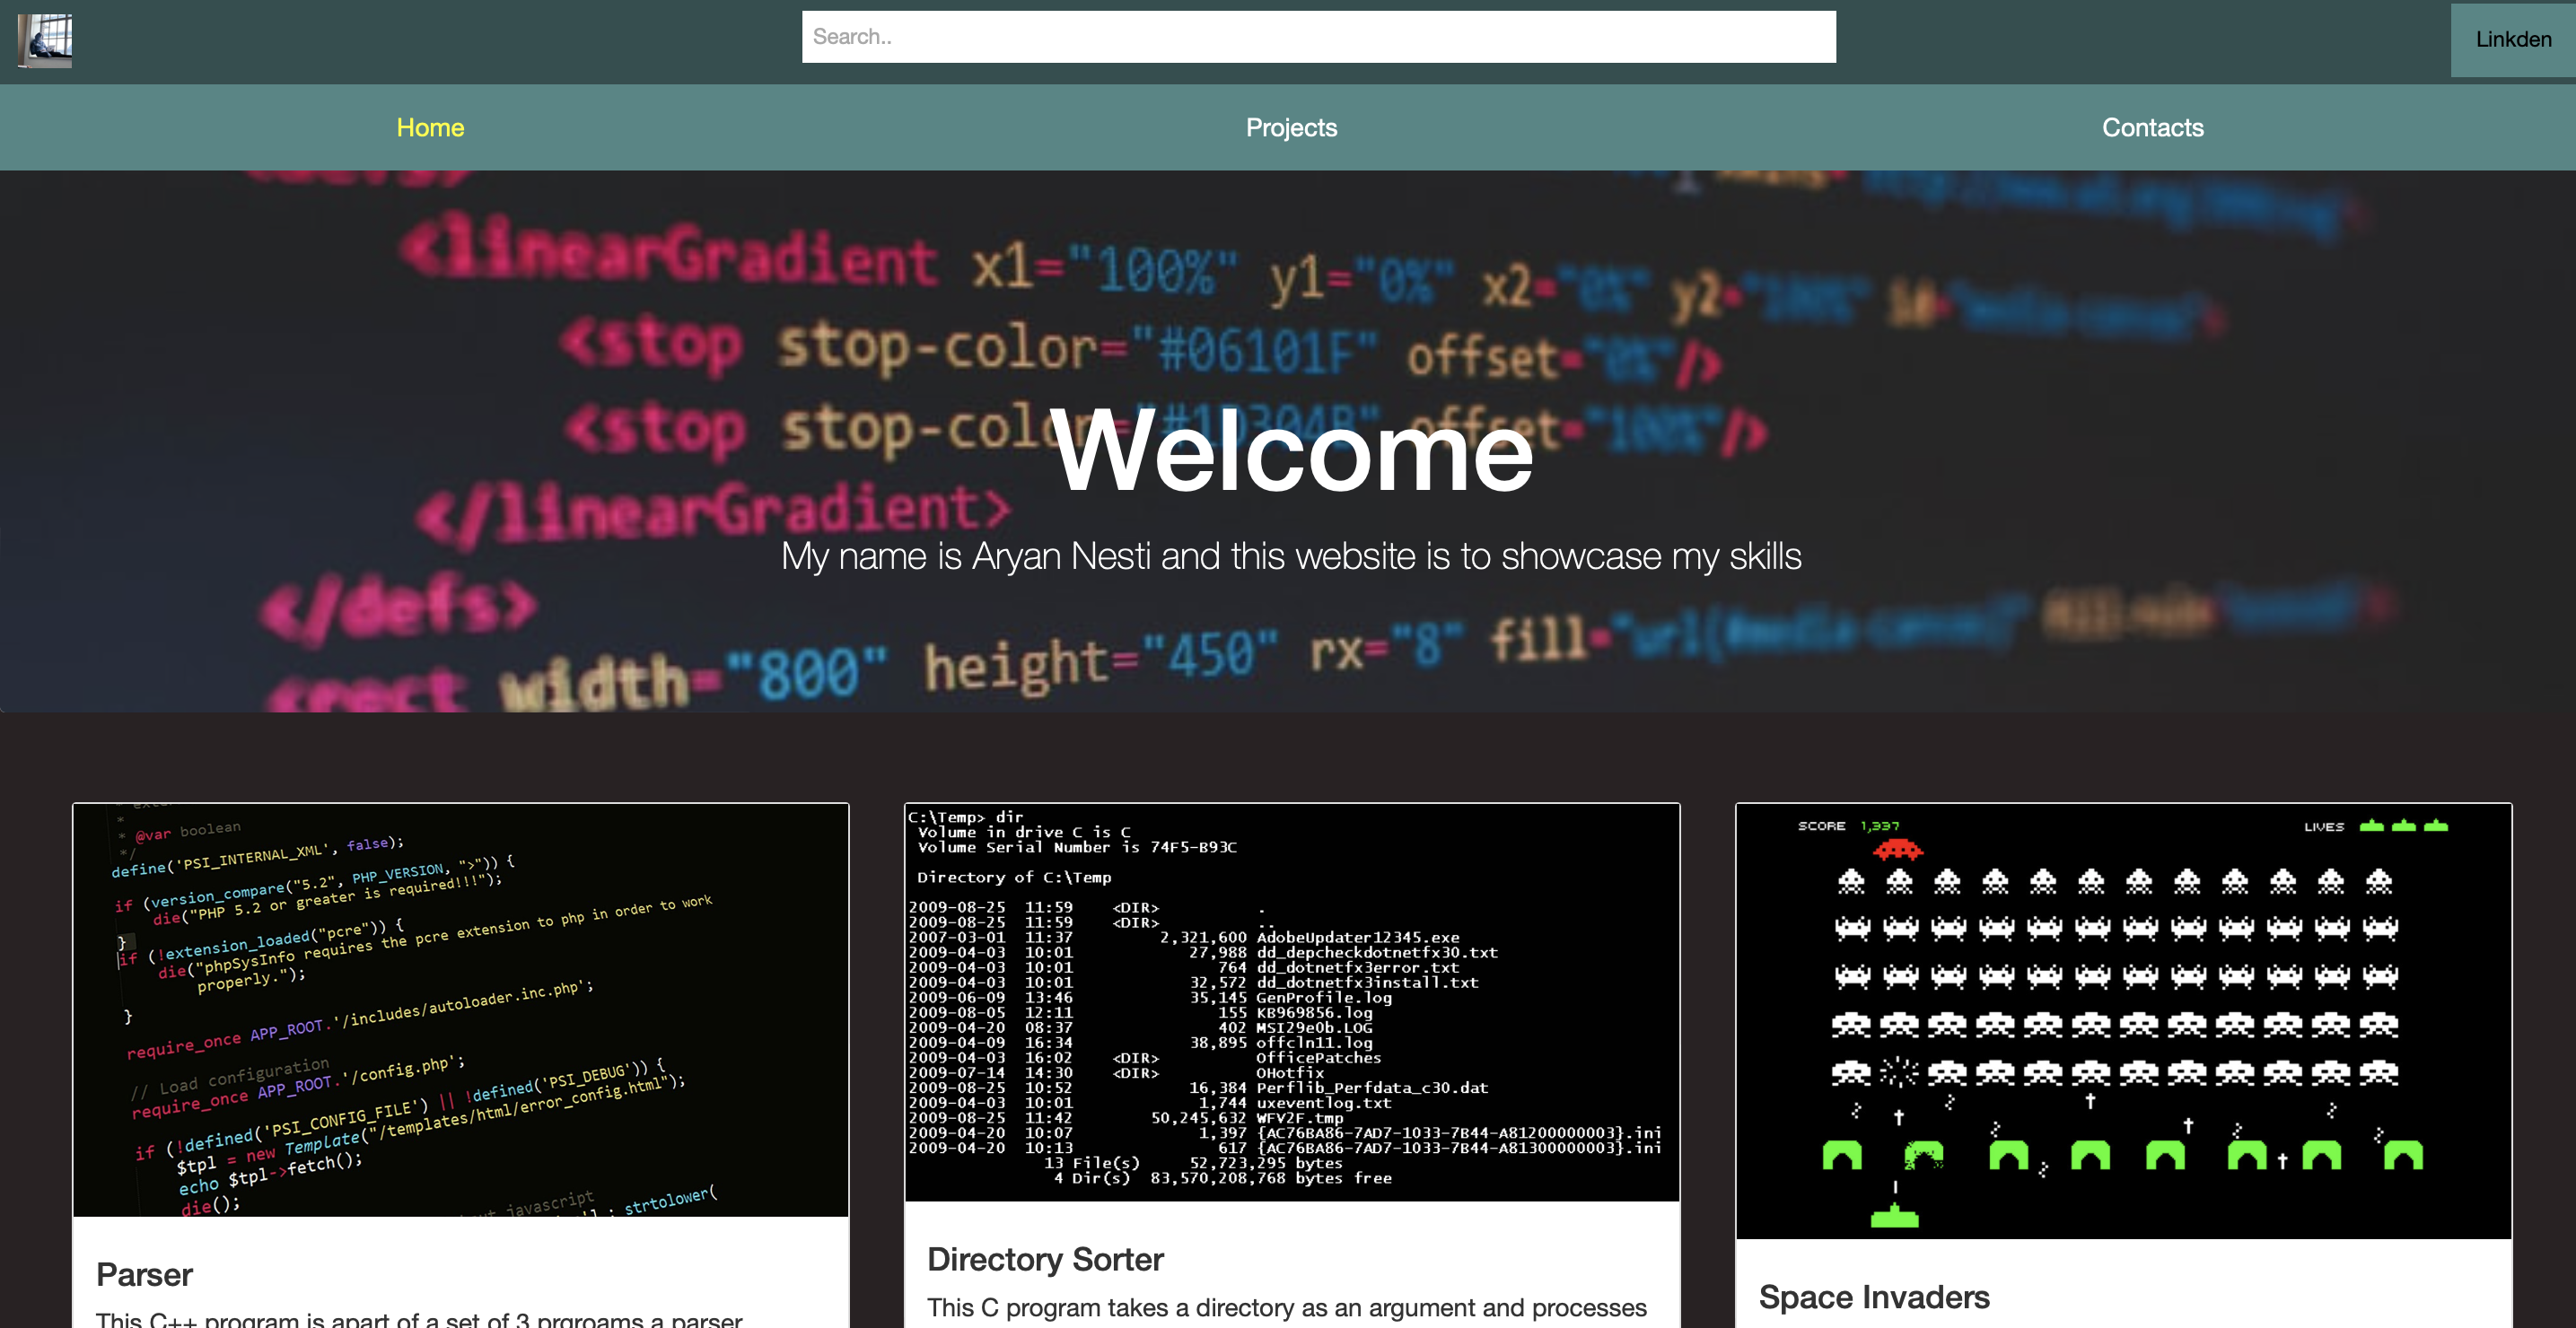 Search..
Linkden
Home
Projects
Contacts
<linearGradient x1="100%" y1="0%" x2="0%" y2="100%" id="media-canvas">
<stop stop-color="#06101F" offset="0%"/>
<stop stop-color="#1D304B" offset="100%"/>
Welcome
</linearGradient>
My name is Aryan Nesti and this website is to showcase my skills
</defs>
<rect width="800" height="450" rx="8" fill="url(#media-canvas)"
* @var boolean
*/
define('PSI_INTERNAL_XML', false);
if (version_compare("5.2", PHP_VERSION, ">")) {
die("PHP 5.2 or greater is required!!!");
}
if (!extension_loaded("pcre")) {
die("phpSysInfo requires the pcre extension to php in order to work
properly.");
}
require_once APP_ROOT.'/includes/autoloader.inc.php';
// Load configuration
require_once APP_ROOT.'/config.php';
if (!defined('PSI_CONFIG_FILE') || !defined('PSI_DEBUG')) {
$tpl = new Template("/templates/html/error_config.html");
echo $tpl->fetch();
die();
}
javascript
strtolower(
Parser
This C++ program is apart of a set of 3 prgroams a parser
C:\Temp> dir
Volume in drive C is C
Volume Serial Number is 74F5-B93C
Directory of C:\Temp
2009-08-25 11:59 <DIR> .
2009-08-25 11:59 <DIR> ..
2007-03-01 11:37 2,321,600 AdobeUpdater12345.exe
2009-04-03 10:01 27,988 dd_depcheckdotnetfx30.txt
2009-04-03 10:01 764 dd_dotnetfx3error.txt
2009-04-03 10:01 32,572 dd_dotnetfx3install.txt
2009-06-09 13:46 35,145 GenProfile.log
2009-08-05 12:11 155 KB969856.log
2009-04-20 08:37 402 MSI29e0b.LOG
2009-04-09 16:34 38,895 offcln11.log
2009-04-03 16:02 <DIR> OfficePatches
2009-07-14 14:30 <DIR> OHotfix
2009-08-25 10:52 16,384 Perflib_Perfdata_c30.dat
2009-04-03 10:01 1,744 uxeventlog.txt
2009-08-25 11:42 50,245,632 WFV2F.tmp
2009-04-20 10:07 1,397 {AC76BA86-7AD7-1033-7B44-A81200000003}.ini
2009-04-20 10:13 617 {AC76BA86-7AD7-1033-7B44-A81300000003}.ini
13 File(s) 52,723,295 bytes
4 Dir(s) 83,570,208,768 bytes free
Directory Sorter
This C program takes a directory as an argument and processes
SCORE 1,337
LIVES
Space Invaders